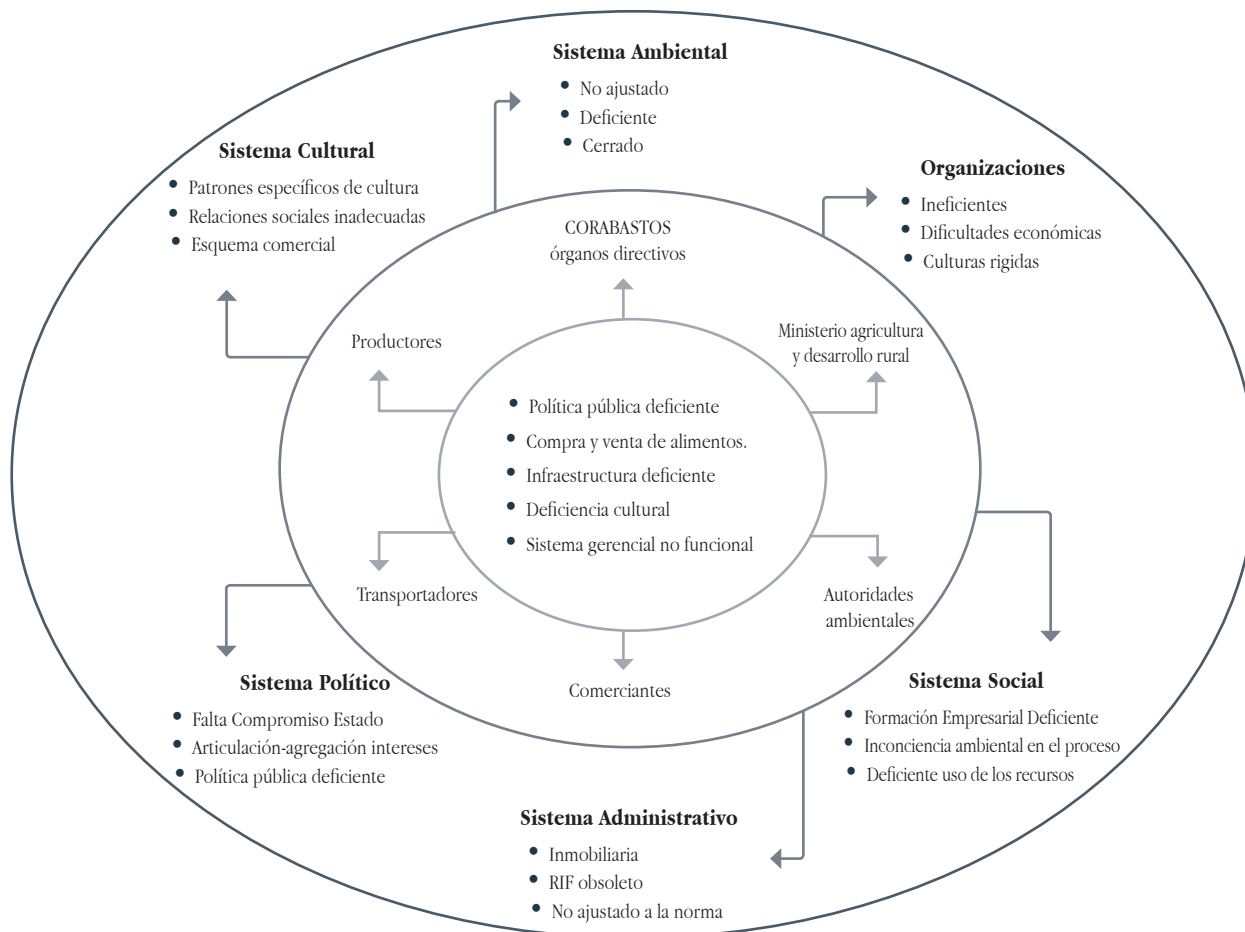 Sistema Ambiental
No ajustado
Deficiente
Cerrado
Sistema Cultural
Patrones específicos de cultura
Relaciones sociales inadecuadas
Esquema comercial
Organizaciones
Ineficientes
Dificultades económicas
Culturas rigidas
CORABASTOS
órganos directivos
Productores
Ministerio agricultura
y desarrollo rural
Política pública deficiente
Compra y venta de alimentos.
Infraestructura deficiente
Deficiencia cultural
Sistema gerencial no funcional
Transportadores
Autoridades
ambientales
Comerciantes
Sistema Político
Falta Compromiso Estado
Articulación-agregación intereses
Política pública deficiente
Sistema Social
Formación Empresarial Deficiente
Inconciencia ambiental en el proceso
Deficiente uso de los recursos
Sistema Administrativo
Inmobiliaria
RIF obsoleto
No ajustado a la norma